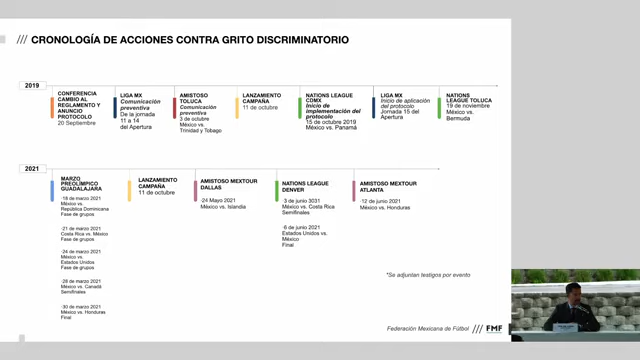 /// CRONOLOGÍA DE ACCIONES CONTRA GRITO DISCRIMINATORIO
2019
CONFERENCIA
CAMBIO AL
REGLAMENTO Y
ANUNCIO
PROTOCOLO
20 Septiembre
LIGA MX
Comunicación
preventiva
De la jornada
11 a 14
del Apertura
AMISTOSO
TOLUCA
Comunicación
preventiva
3 de octubre
México vs.
Trinidad y Tobago
LANZAMIENTO
CAMPAÑA
11 de octubre
NATIONS LEAGUE
CDMX
Inicio de
implementación del
protocolo
15 de octubre 2019
México vs. Panamá
LIGA MX
Inicio de aplicación
del protocolo
Jornada 15 del
Apertura
NATIONS
LEAGUE TOLUCA
19 de noviembre
México vs.
Bermuda
2021
MARZO
PREOLÍMPICO
GUADALAJARA
-18 de marzo 2021
México vs.
República Dominicana
Fase de grupos
-21 de marzo 2021
Costa Rica vs. México
Fase de grupos
-24 de marzo 2021
México vs.
Estados Unidos
Fase de grupos
-28 de marzo 2021
México vs. Canadá
Semifinales
-30 de marzo 2021
México vs. Honduras
Final
LANZAMIENTO
CAMPAÑA
11 de octubre
AMISTOSO MEXTOUR
DALLAS
-24 Mayo 2021
México vs. Islandia
NATIONS LEAGUE
DENVER
-3 de junio 3031
México vs. Costa Rica
Semifinales
-6 de junio 2021
Estados Unidos vs.
México
Final
AMISTOSO MEXTOUR
ATLANTA
-12 de junio 2021
México vs. Honduras
*Se adjuntan testigos por evento
Federación Mexicana de Fútbol /// FMF